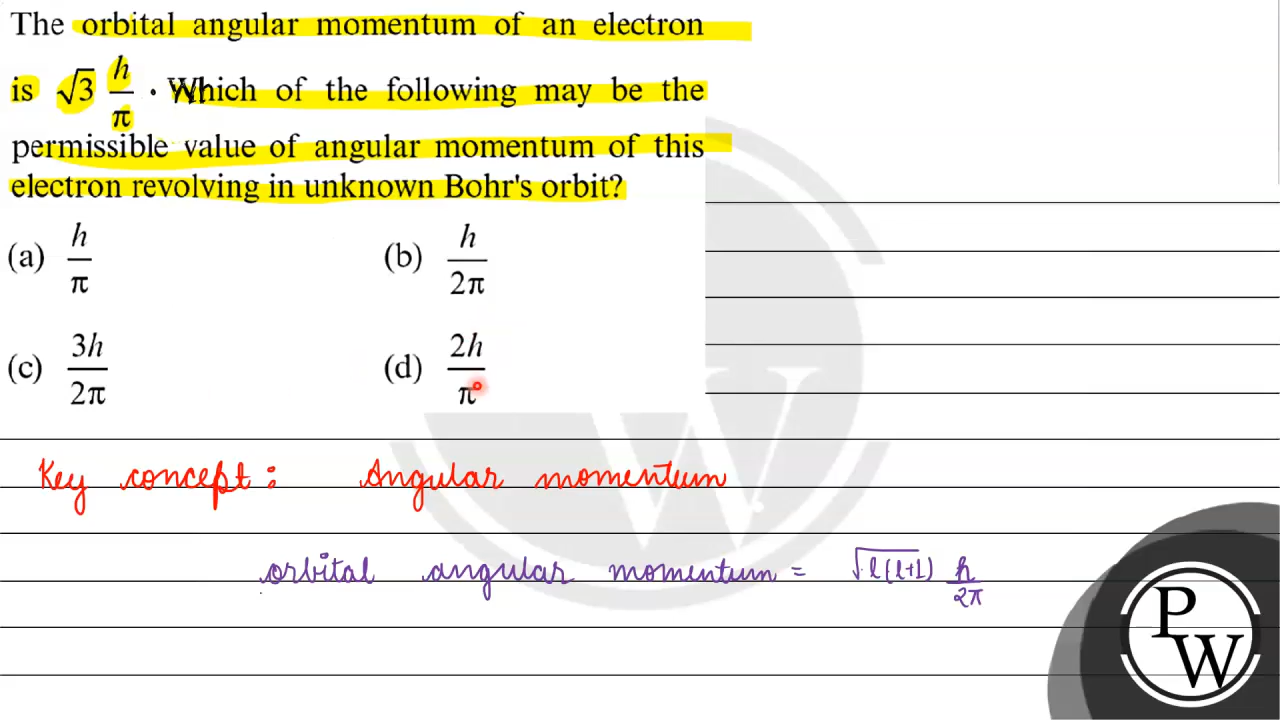 The orbital angular momentum of an electron
is √3 h/π . Which of the following may be the
permissible value of angular momentum of this
electron revolving in unknown Bohr's orbit?
(a) h/π (b) h/2π
(c) 3h/2π (d) 2h/π
Key concept : Angular momentum
orbital angular momentum = √l(l+1) h/2π
PW